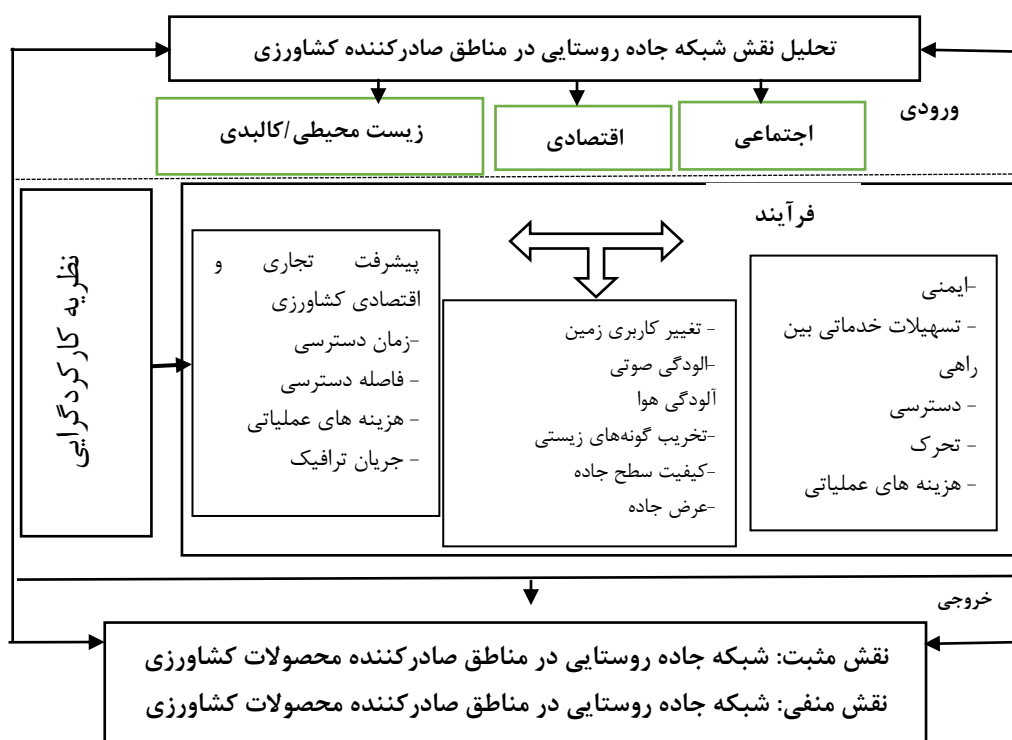 تحلیل نقش شبکه جاده روستایی در مناطق صادرکننده کشاورزی
ورودی
اجتماعی
اقتصادی
زیست محیطی/کالبدی
فرآیند
نظریه کارکردگرایی
-ایمنی
- تسهیلات خدماتی بین
راهی
- دسترسی
- تحرک
- هزینه های عملیاتی
- تغییر کاربری زمین
-الودگی صوتی
آلودگی هوا
-تخریب گونه‌های زیستی
-کیفیت سطح جاده
-عرض جاده
پیشرفت تجاری و
اقتصادی کشاورزی
-زمان دسترسی
- فاصله دسترسی
- هزینه های عملیاتی
- جریان ترافیک
خروجی
نقش مثبت: شبکه جاده روستایی در مناطق صادرکننده محصولات کشاورزی
نقش منفی: شبکه جاده روستایی در مناطق صادرکننده محصولات کشاورزی